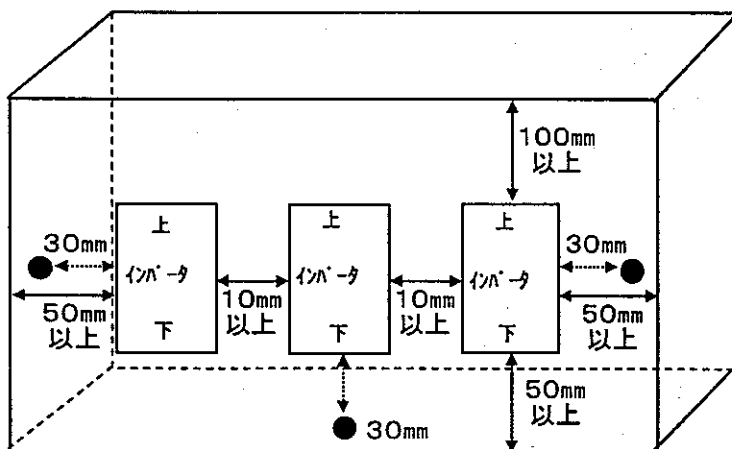 100mm
以上
上
上
上
30mm
30mm
インバータ
インバータ
インバータ
50mm
以上
10mm
以上
10mm
以上
50mm
以上
下
下
下
50mm
以上
30mm